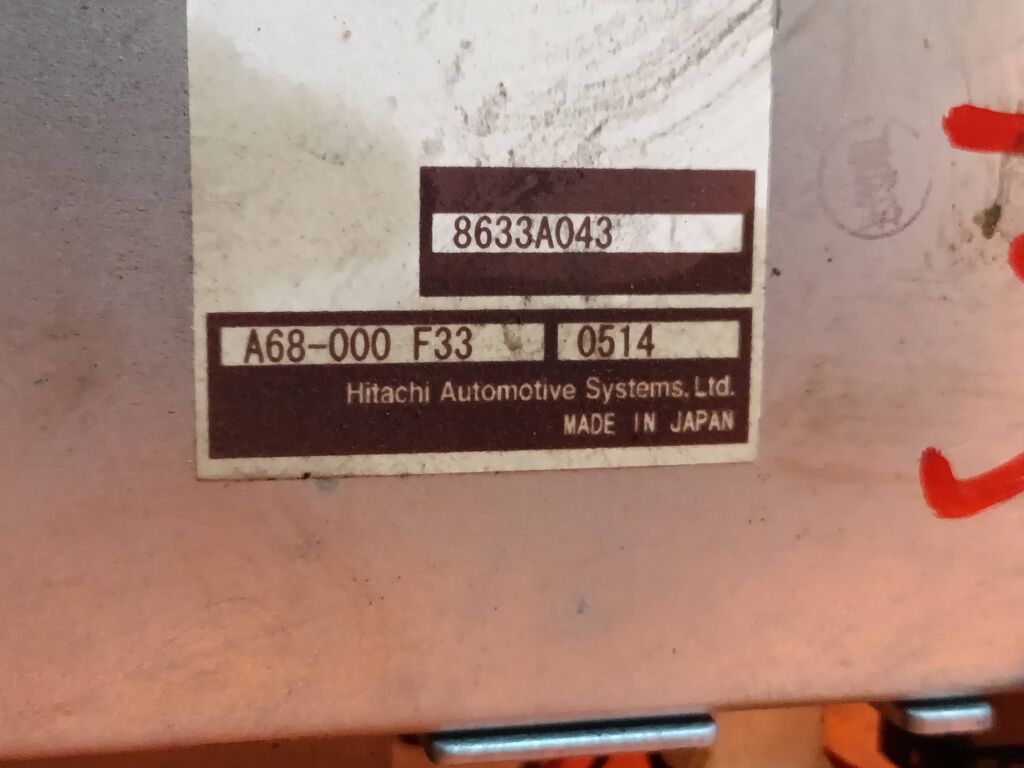 8633A043
A68-000 F33 0514
Hitachi Automotive Systems, Ltd.
MADE IN JAPAN